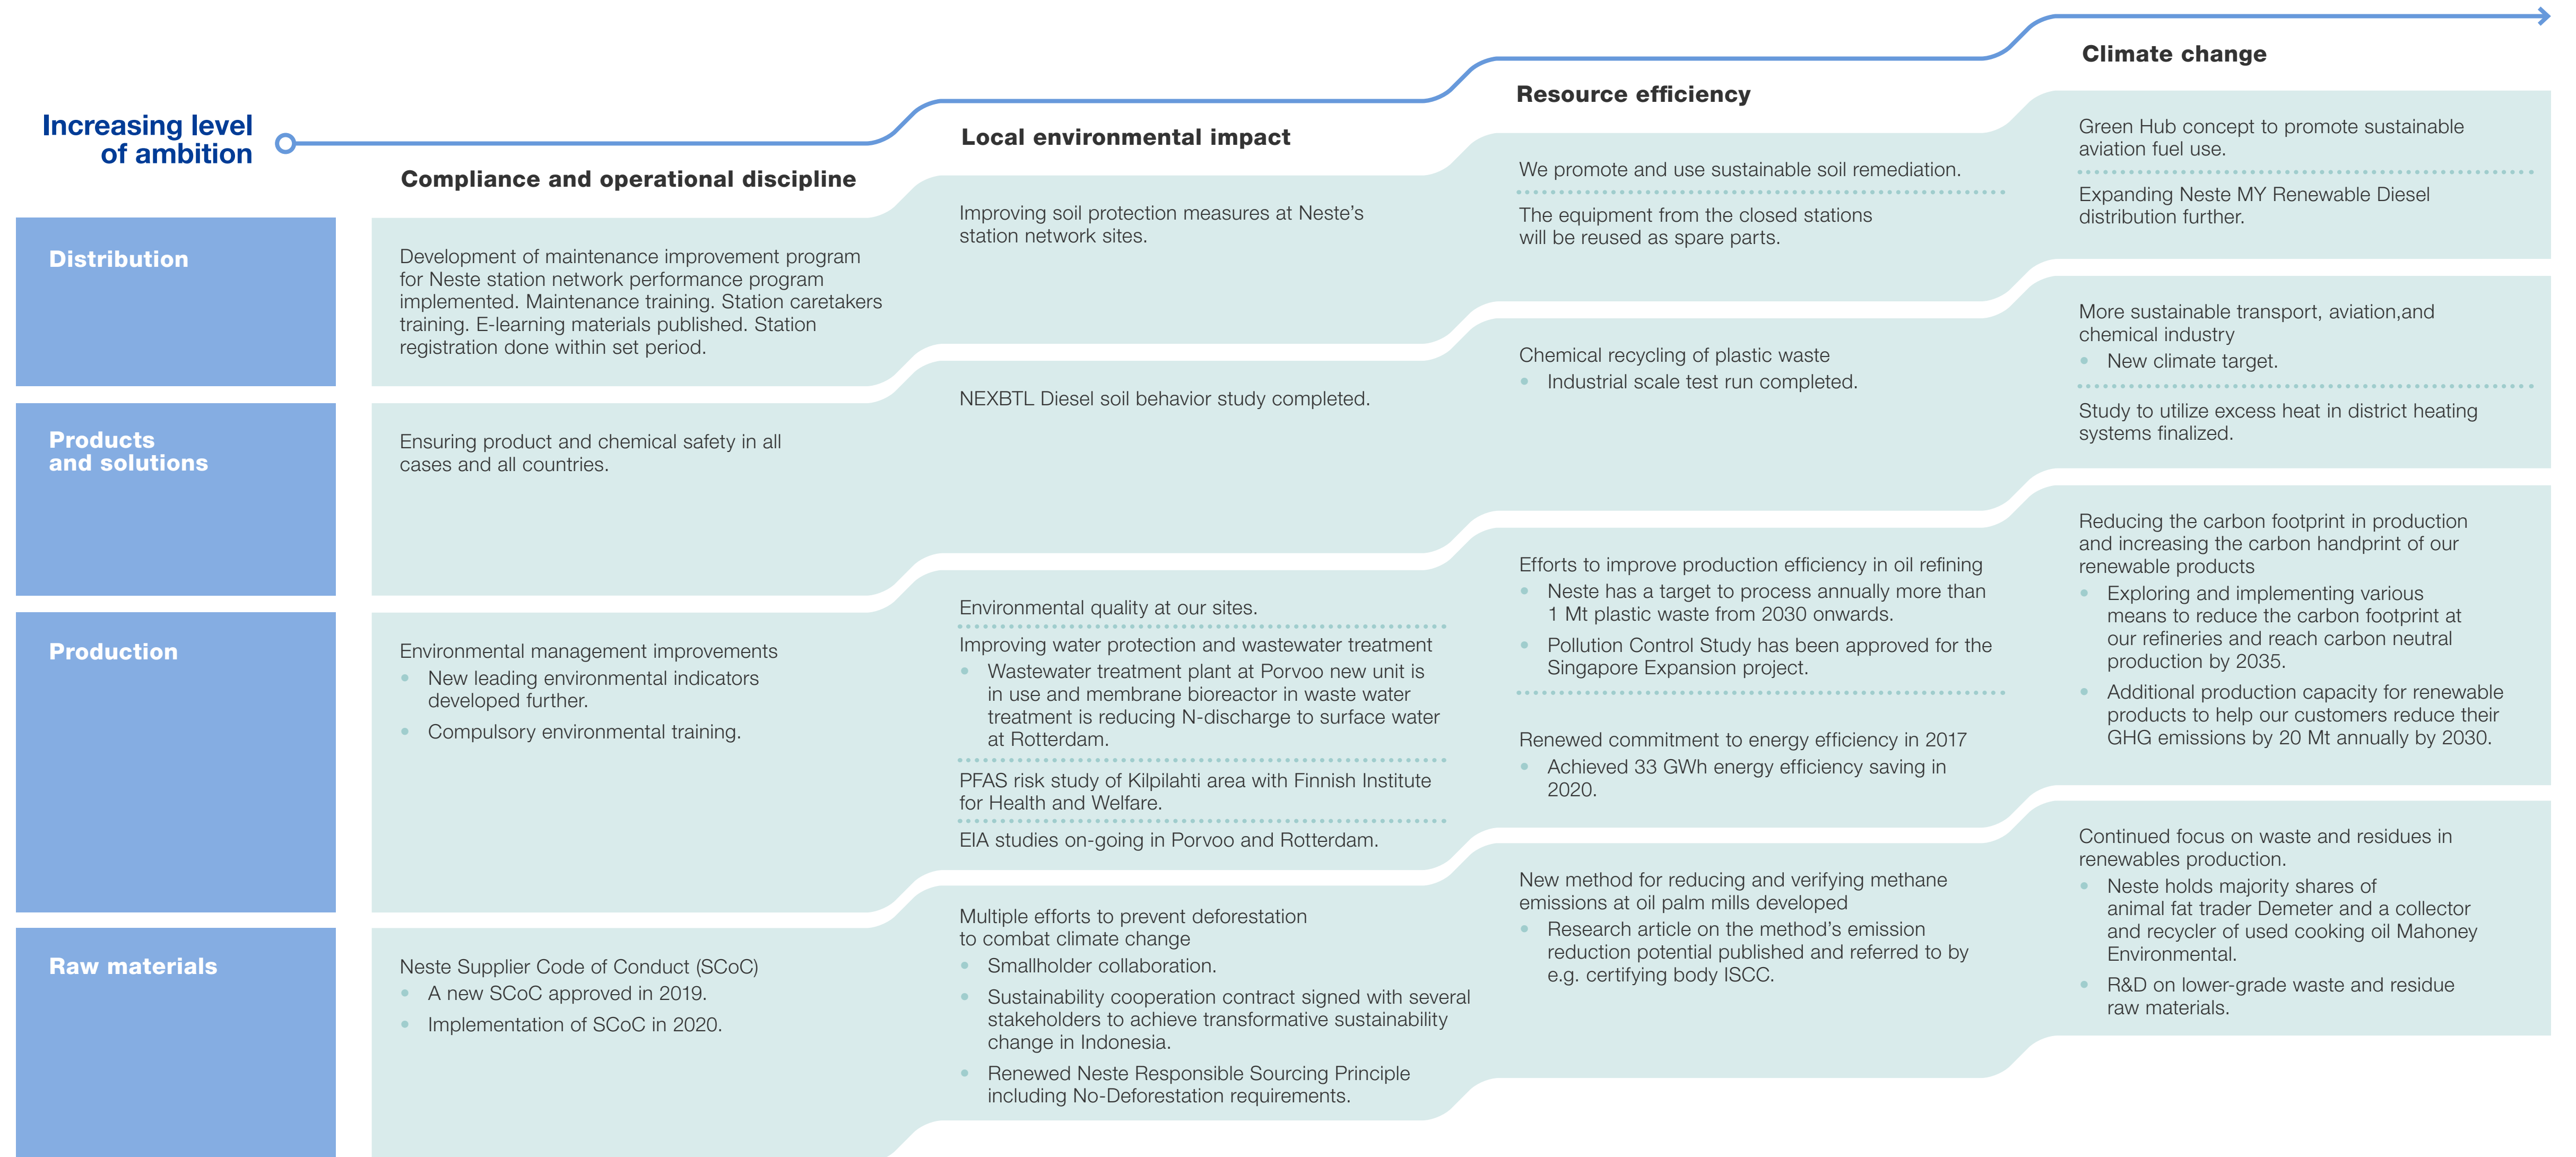 Increasing level
of ambition
Compliance and operational discipline
Local environmental impact
Resource efficiency
Climate change
Distribution
Development of maintenance improvement program
for Neste station network performance program
implemented. Maintenance training. Station caretakers
training. E-learning materials published. Station
registration done within set period.
Improving soil protection measures at Neste’s
station network sites.
We promote and use sustainable soil remediation.
The equipment from the closed stations
will be reused as spare parts.
Green Hub concept to promote sustainable
aviation fuel use.
Expanding Neste MY Renewable Diesel
distribution further.
Products
and solutions
Ensuring product and chemical safety in all
cases and all countries.
NEXBTL Diesel soil behavior study completed.
Chemical recycling of plastic waste
• Industrial scale test run completed.
More sustainable transport, aviation,and
chemical industry
• New climate target.
Study to utilize excess heat in district heating
systems finalized.
Production
Environmental management improvements
• New leading environmental indicators
developed further.
• Compulsory environmental training.
Environmental quality at our sites.
Improving water protection and wastewater treatment
• Wastewater treatment plant at Porvoo new unit is
in use and membrane bioreactor in waste water
treatment is reducing N-discharge to surface water
at Rotterdam.
PFAS risk study of Kilpilahti area with Finnish Institute
for Health and Welfare.
EIA studies on-going in Porvoo and Rotterdam.
Efforts to improve production efficiency in oil refining
• Neste has a target to process annually more than
1 Mt plastic waste from 2030 onwards.
• Pollution Control Study has been approved for the
Singapore Expansion project.
Renewed commitment to energy efficiency in 2017
• Achieved 33 GWh energy efficiency saving in
2020.
Reducing the carbon footprint in production
and increasing the carbon handprint of our
renewable products
• Exploring and implementing various
means to reduce the carbon footprint at
our refineries and reach carbon neutral
production by 2035.
• Additional production capacity for renewable
products to help our customers reduce their
GHG emissions by 20 Mt annually by 2030.
Raw materials
Neste Supplier Code of Conduct (SCoC)
• A new SCoC approved in 2019.
• Implementation of SCoC in 2020.
Multiple efforts to prevent deforestation
to combat climate change
• Smallholder collaboration.
• Sustainability cooperation contract signed with several
stakeholders to achieve transformative sustainability
change in Indonesia.
• Renewed Neste Responsible Sourcing Principle
including No-Deforestation requirements.
New method for reducing and verifying methane
emissions at oil palm mills developed
• Research article on the method’s emission
reduction potential published and referred to by
e.g. certifying body ISCC.
Continued focus on waste and residues in
renewables production.
• Neste holds majority shares of
animal fat trader Demeter and a collector
and recycler of used cooking oil Mahoney
Environmental.
• R&D on lower-grade waste and residue
raw materials.